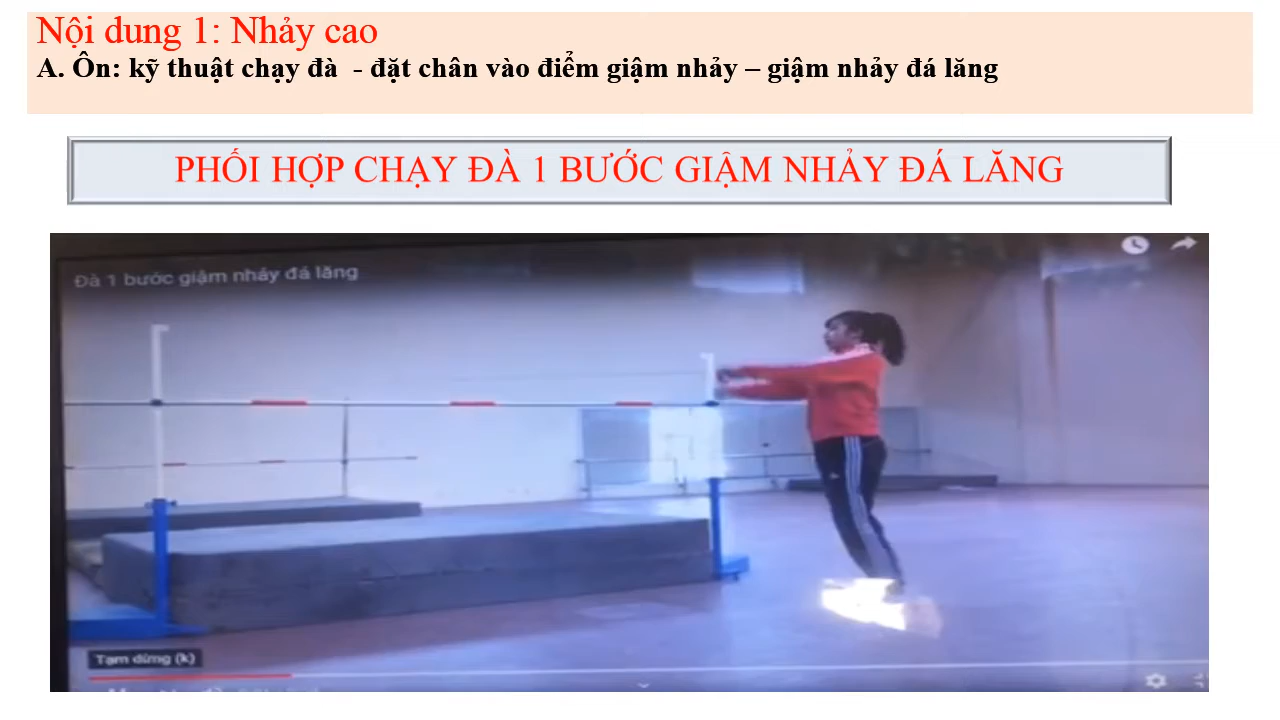 Nội dung 1: Nhảy cao
A. Ôn: kỹ thuật chạy đà - đặt chân vào điểm giậm nhảy – giậm nhảy đá lăng
PHỐI HỢP CHẠY ĐÀ 1 BƯỚC GIẬM NHẢY ĐÁ LĂNG
Đà 1 bước giậm nhảy đá lăng
Tạm dừng (k)